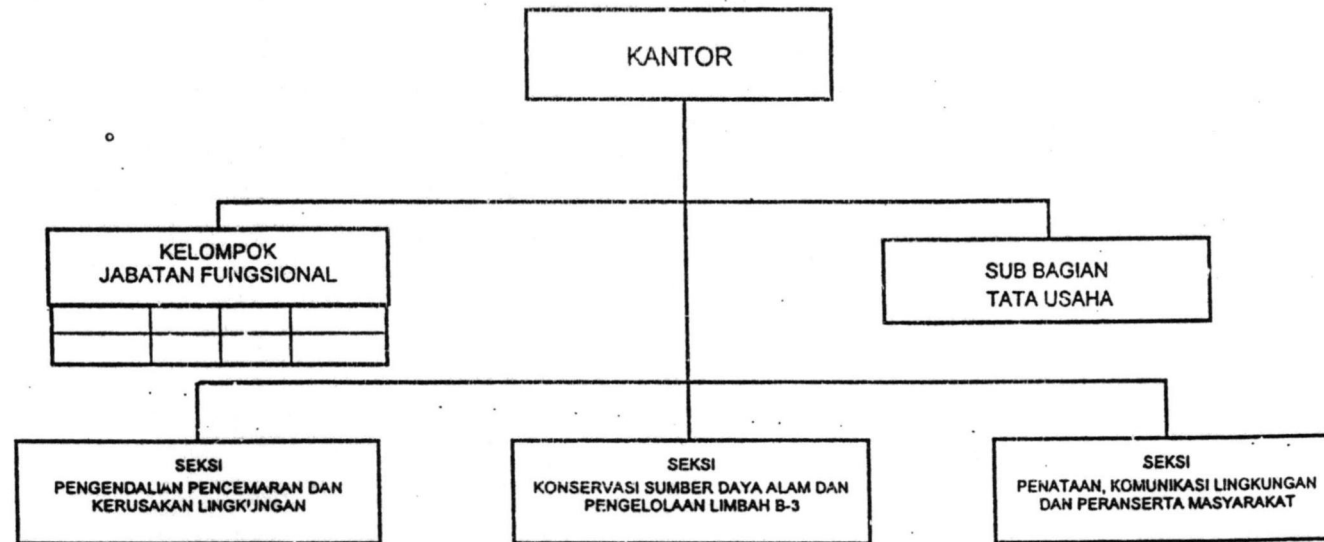 KANTOR
KELOMPOK
JABATAN FUNGSIONAL
SUB BAGIAN
TATA USAHA
SEKSI
PENGENDALIAN PENCEMARAN DAN
KERUSAKAN LINGKUNGAN
SEKSI
KONSERVASI SUMBER DAYA ALAM DAN
PENGELOLAAN LIMBAH B-3
SEKSI
PENATAAN, KOMUNIKASI LINGKUNGAN
DAN PERANSERTA MASYARAKAT